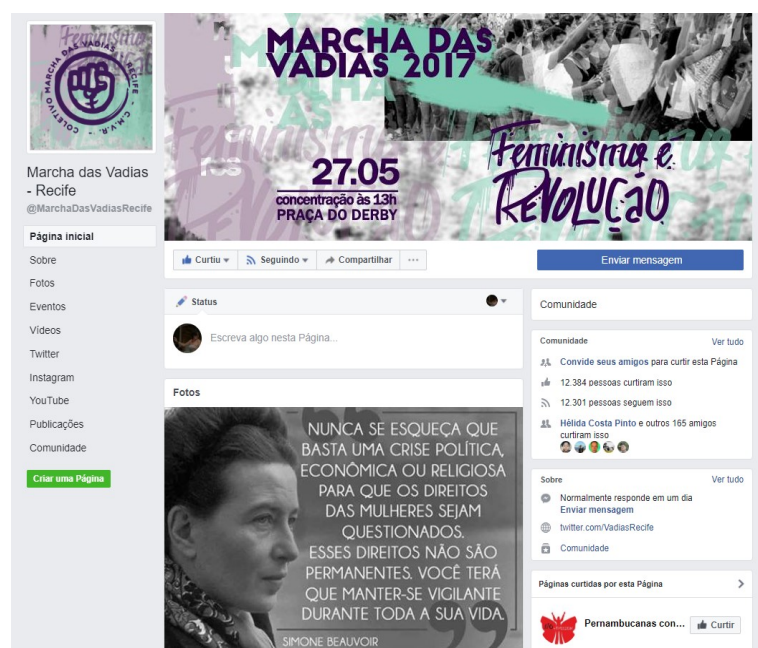 Feminismo
COLETIVO MARCHA DAS VADIAS - RECIFE - C.M.V.R. -
MARCHA DAS
VADIAS 2017
Feminismo e
REVOLUÇÃO
27.05
concentração às 13h
PRAÇA DO DERBY
Marcha das Vadias
- Recife
@MarchaDasVadiasRecife
Página inicial
Sobre
Fotos
Eventos
Vídeos
Twitter
Instagram
YouTube
Publicações
Comunidade
Criar uma Página
Curtiu
Seguindo
Compartilhar
Enviar mensagem
Status
Escreva algo nesta Página...
Fotos
NUNCA SE ESQUEÇA QUE
BASTA UMA CRISE POLÍTICA,
ECONÔMICA OU RELIGIOSA
PARA QUE OS DIREITOS
DAS MULHERES SEJAM
QUESTIONADOS.
ESSES DIREITOS NÃO SÃO
PERMANENTES. VOCÊ TERÁ
QUE MANTER-SE VIGILANTE
DURANTE TODA A SUA VIDA.
SIMONE BEAUVOIR
Comunidade
Comunidade Ver tudo
Convide seus amigos para curtir esta Página
12.384 pessoas curtiram isso
12.301 pessoas seguem isso
Hélida Costa Pinto e outros 165 amigos
curtiram isso
Sobre Ver tudo
Normalmente responde em um dia
Enviar mensagem
twitter.com/VadiasRecife
Comunidade
Páginas curtidas por esta Página
Pernambucanas con... Curtir